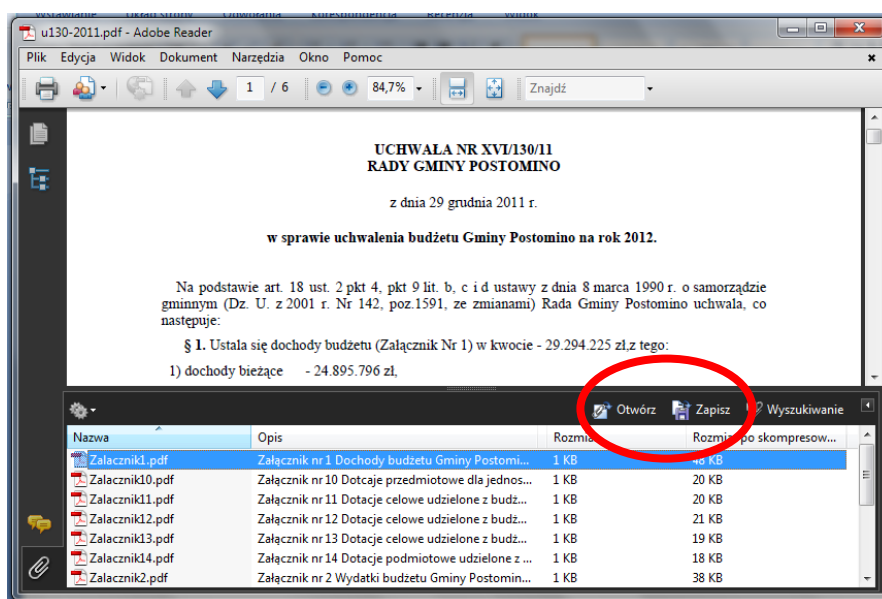 Wstawianie Układ strony Odwołania Korespondencja Recenzja Widok
u130-2011.pdf - Adobe Reader
Plik Edycja Widok Dokument Narzędzia Okno Pomoc
1 / 6 84,7% Znajdź
UCHWAŁA NR XVI/130/11
RADY GMINY POSTOMINO
z dnia 29 grudnia 2011 r.
w sprawie uchwalenia budżetu Gminy Postomino na rok 2012.
Na podstawie art. 18 ust. 2 pkt 4, pkt 9 lit. b, c i d ustawy z dnia 8 marca 1990 r. o samorządzie
gminnym (Dz. U. z 2001 r. Nr 142, poz.1591, ze zmianami) Rada Gminy Postomino uchwala, co
następuje:
§ 1. Ustala się dochody budżetu (Załącznik Nr 1) w kwocie - 29.294.225 zł,z tego:
1) dochody bieżące - 24.895.796 zł,
Otwórz Zapisz Wyszukiwanie
Nazwa Opis Rozmia Rozmia po skompresow...
Zalacznik1.pdf Załącznik nr 1 Dochody budżetu Gminy Postomi... 1 KB 48 KB
Zalacznik10.pdf Załącznik nr 10 Dotcaje przedmiotowe dla jednos... 1 KB 20 KB
Zalacznik11.pdf Załącznik nr 11 Dotacje celowe udzielone z budż... 1 KB 20 KB
Zalacznik12.pdf Załącznik nr 12 Dotacje celowe udzielone z budż... 1 KB 21 KB
Zalacznik13.pdf Załącznik nr 13 Dotacje celowe udzielone z budż... 1 KB 19 KB
Zalacznik14.pdf Załącznik nr 14 Dotacje podmiotowe udzielone z ... 1 KB 18 KB
Zalacznik2.pdf Załącznik nr 2 Wydatki budżetu Gminy Postomin... 1 KB 38 KB